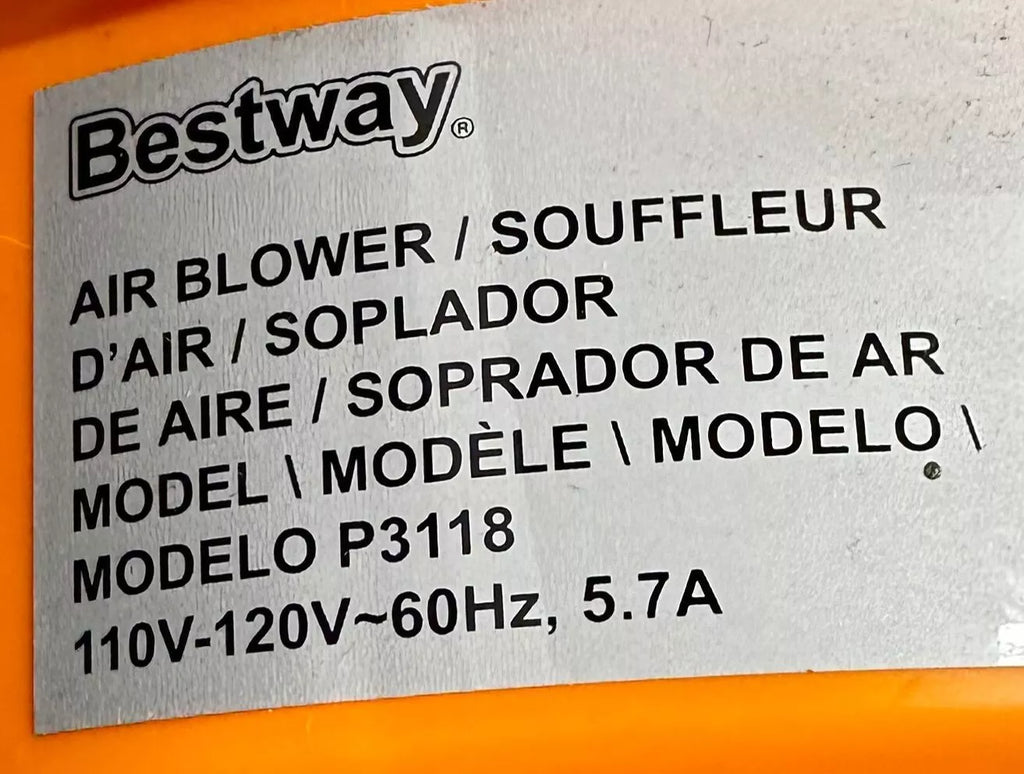 Bestway®
AIR BLOWER / SOUFFLEUR
D'AIR / SOPLADOR
DE AIRE / SOPRADOR DE AR
MODEL \ MODÈLE \ MODELO \
MODELO P3118
110V-120V~60Hz, 5.7A